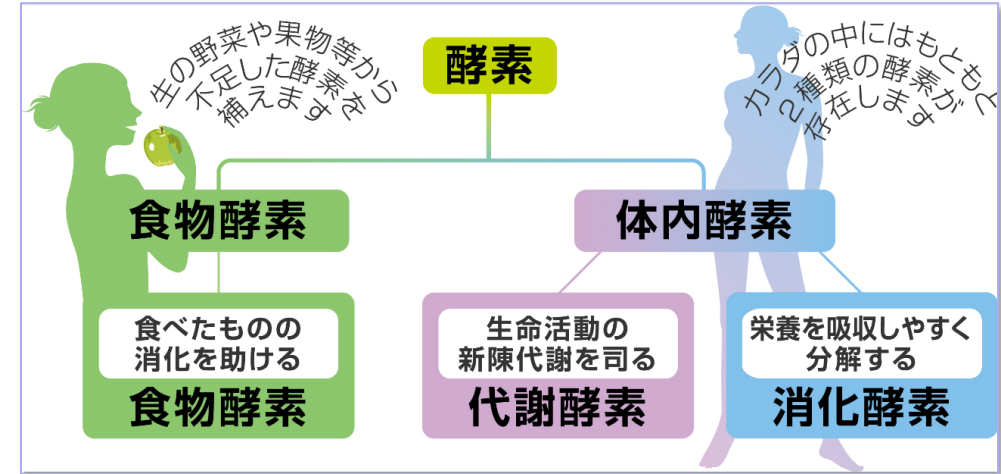 酵素
生の野菜や果物等から
不足した酵素を
補えます
カラダの中にはもともと
2種類の酵素が
存在します
食物酵素
体内酵素
食べたものの
消化を助ける
食物酵素
生命活動の
新陳代謝を司る
代謝酵素
栄養を吸収しやすく
分解する
消化酵素